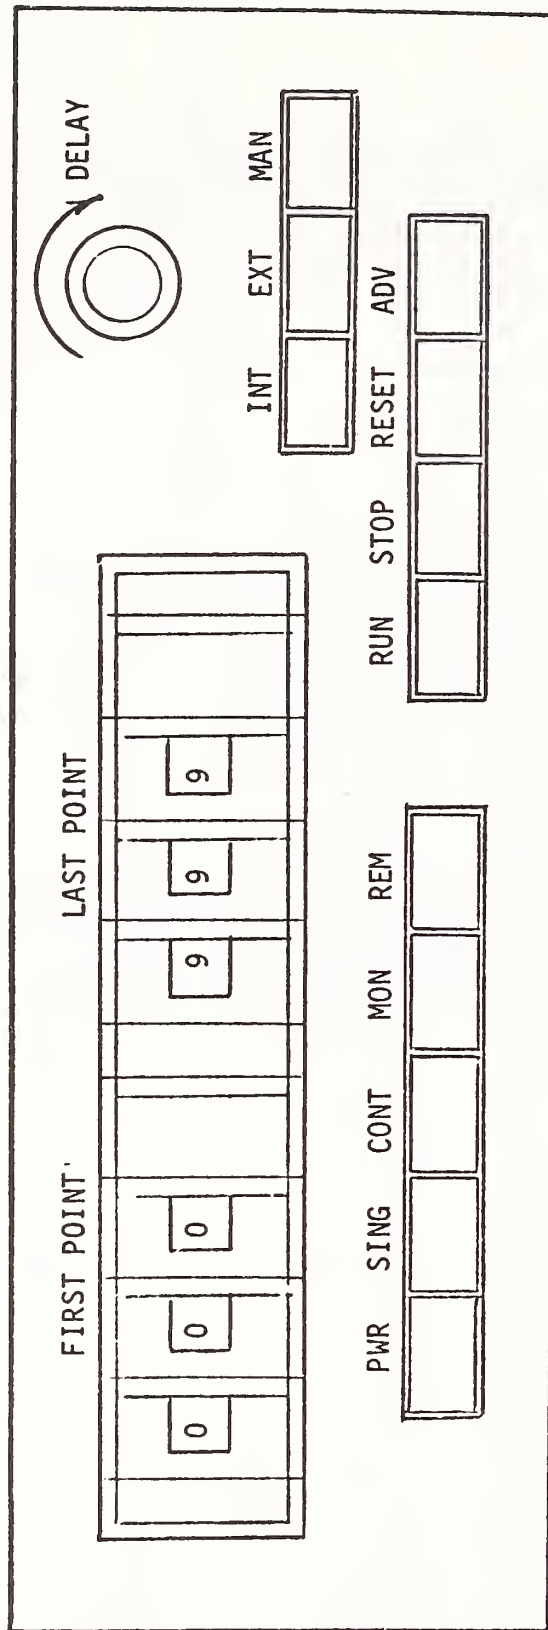 FIRST POINT LAST POINT DELAY
0 0 0 9 9 9
INT EXT MAN
PWR SING CONT MON REM RUN STOP RESET ADV